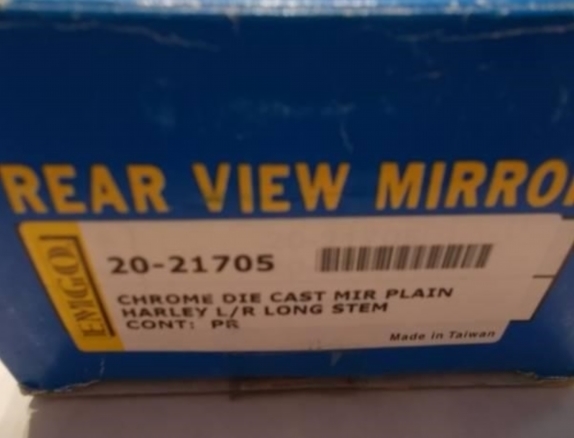 REAR VIEW MIRRO
EMGO
20-21705
CHROME DIE CAST MIR PLAIN
HARLEY L/R LONG STEM
CONT: PR
Made in Taiwan